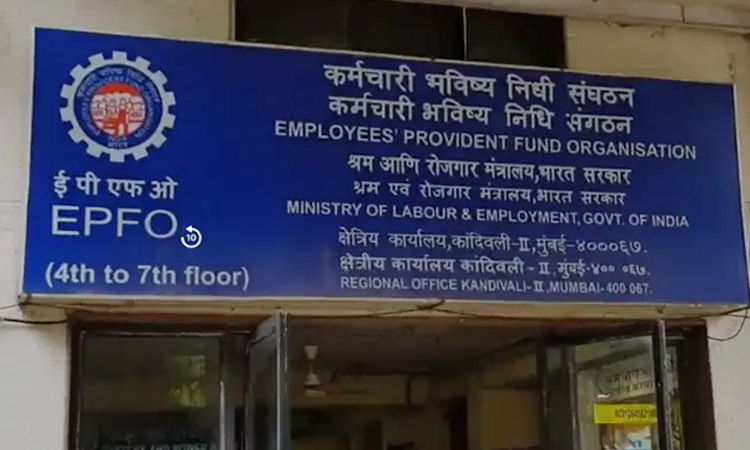 कर्मचारी भविष्य निधी संघठन
कर्मचारी भविष्य निधि संगठन
EMPLOYEES' PROVIDENT FUND ORGANISATION
श्रम आणि रोजगार मंत्रालय,भारत सरकार
श्रम एवं रोजगार मंत्रालय,भारत सरकार
MINISTRY OF LABOUR & EMPLOYMENT, GOVT. OF INDIA
क्षेत्रिय कार्यालय,कांदिवली-II, मुंबई-४०००६७.
क्षेत्रीय कार्यालय कांदिवली - II, मुंबई-४०० ०६७.
REGIONAL OFFICE KANDIVALI-II, MUMBAI-400 067.
ई पी एफ ओ
EPFO
(4th to 7th floor)
10